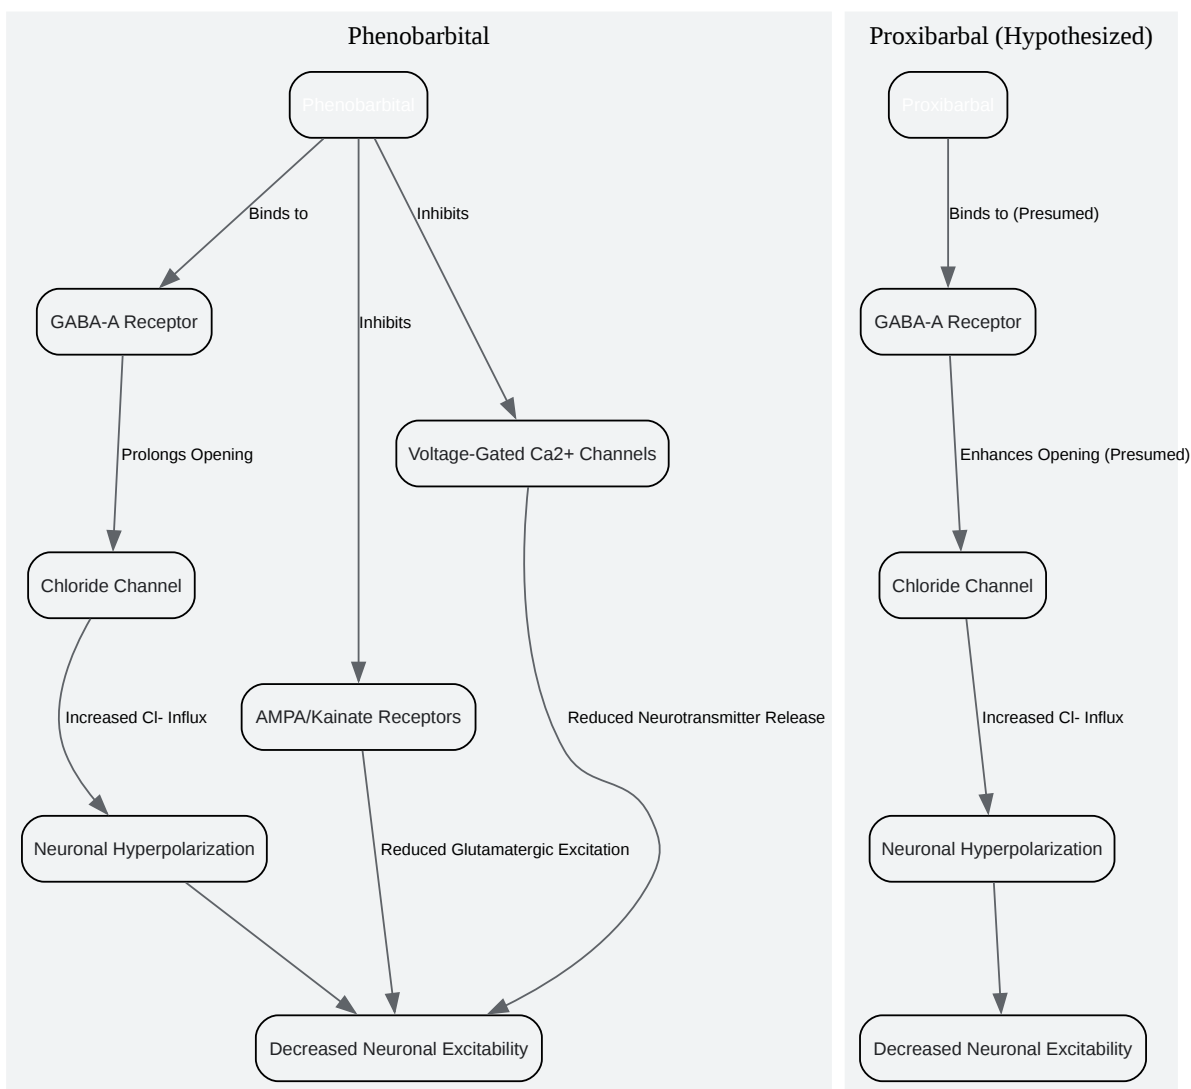 Phenobarbital
Phenobarbital
Binds to
Inhibits
GABA-A Receptor
Inhibits
Prolongs Opening
Voltage-Gated Ca2+ Channels
Chloride Channel
Increased Cl- Influx
AMPA/Kainate Receptors
Reduced Neurotransmitter Release
Neuronal Hyperpolarization
Reduced Glutamatergic Excitation
Decreased Neuronal Excitability
Proxibarbal (Hypothesized)
Proxibarbal
Binds to (Presumed)
GABA-A Receptor
Enhances Opening (Presumed)
Chloride Channel
Increased Cl- Influx
Neuronal Hyperpolarization
Decreased Neuronal Excitability